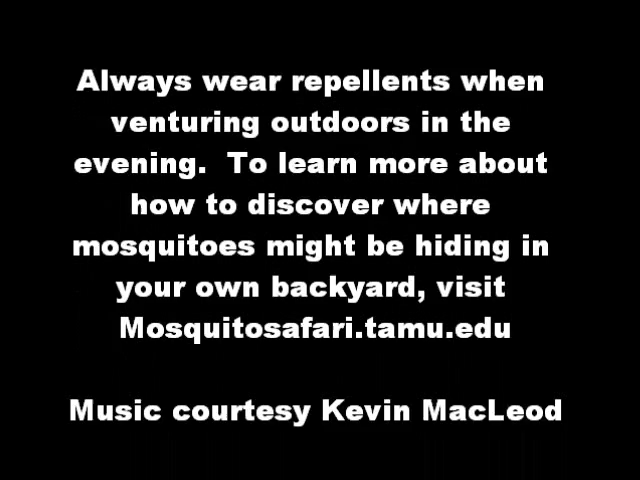 Always wear repellents when
venturing outdoors in the
evening.  To learn more about
how to discover where
mosquitoes might be hiding in
your own backyard, visit
Mosquitosafari.tamu.edu
Music courtesy Kevin MacLeod